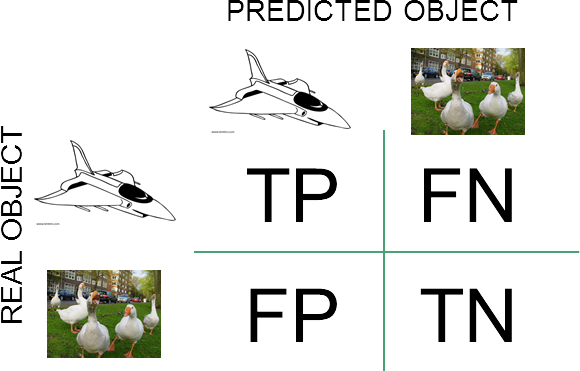 PREDICTED OBJECT
REAL OBJECT
TP FN
FP TN